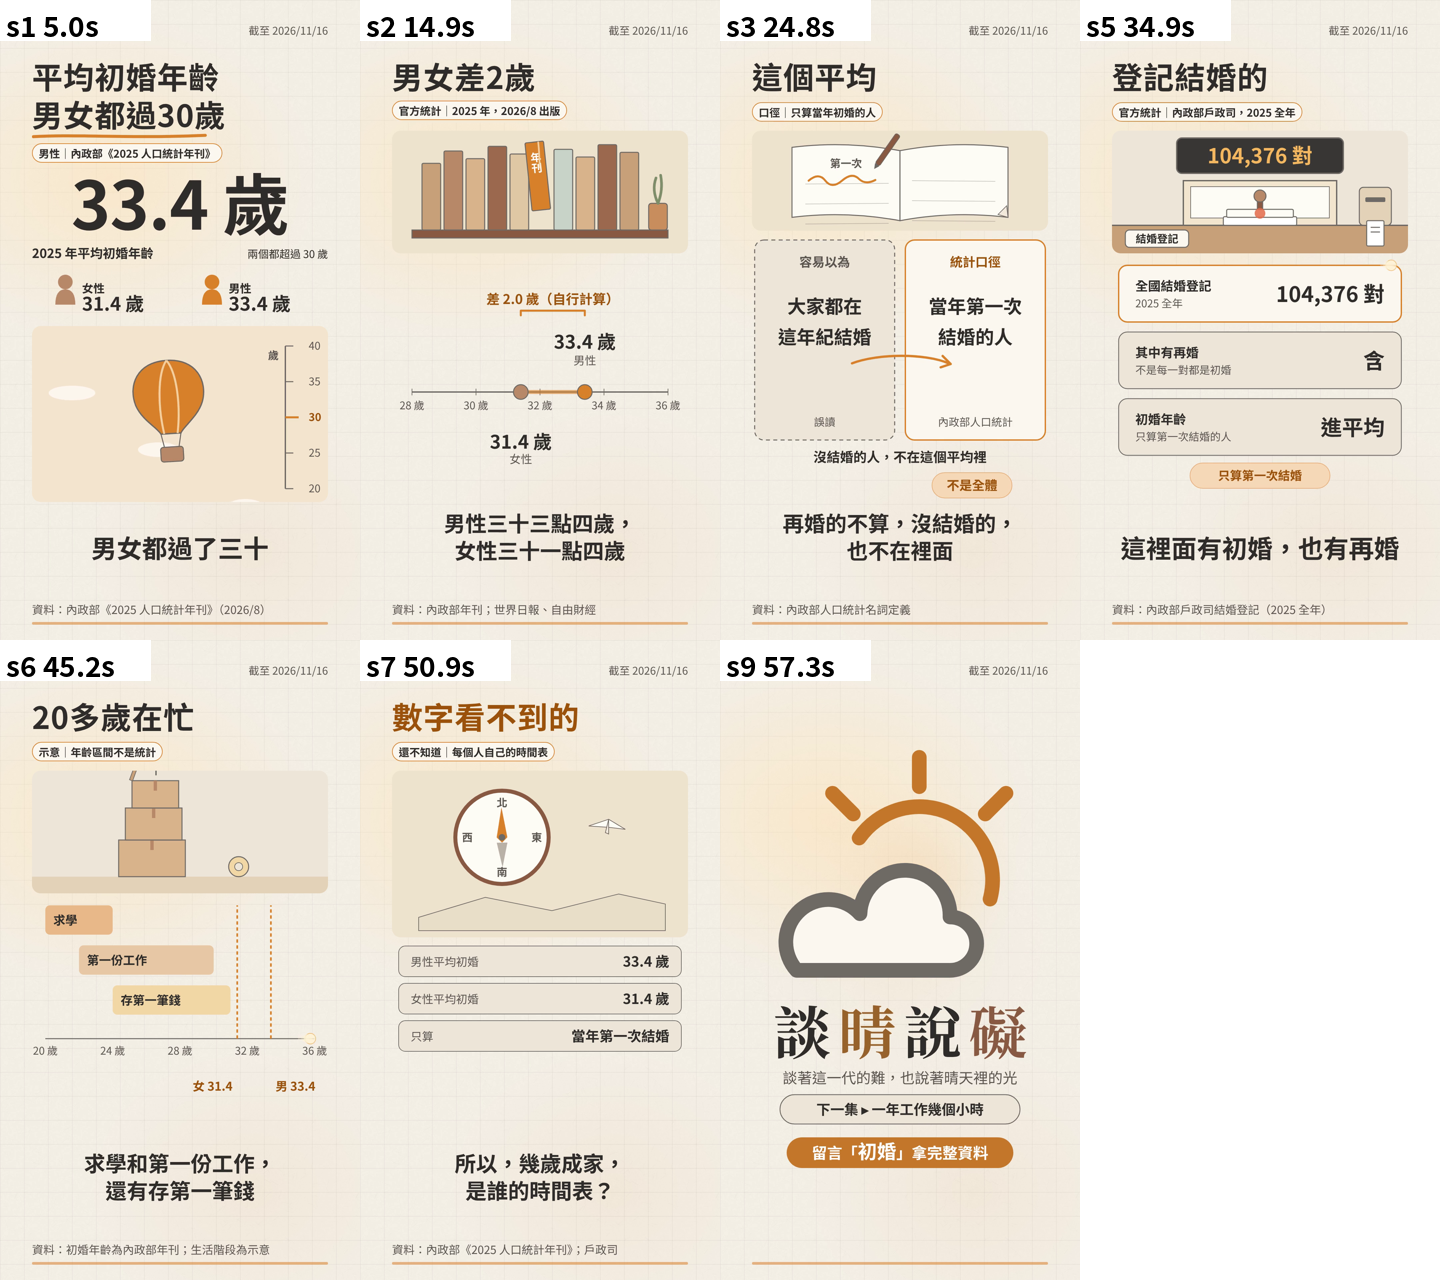 s1 5.0s
截至 2026/11/16
平均初婚年齡
男女都過30歲
男性｜內政部《2025 人口統計年刊》
33.4 歲
2025 年平均初婚年齡
兩個都超過 30 歲
女性
31.4 歲
男性
33.4 歲
歲
40
35
30
25
20
男女都過了三十
資料：內政部《2025 人口統計年刊》（2026/8）
s2 14.9s
截至 2026/11/16
男女差2歲
官方統計｜2025 年，2026/8 出版
年刊
差 2.0 歲（自行計算）
33.4 歲
男性
28 歲 30 歲 32 歲 34 歲 36 歲
31.4 歲
女性
男性三十三點四歲，
女性三十一點四歲
資料：內政部年刊；世界日報、自由財經
s3 24.8s
截至 2026/11/16
這個平均
口徑｜只算當年初婚的人
第一次
容易以為
大家都在
這年紀結婚
誤讀
統計口徑
當年第一次
結婚的人
內政部人口統計
沒結婚的人，不在這個平均裡
不是全體
再婚的不算，沒結婚的，
也不在裡面
資料：內政部人口統計名詞定義
s5 34.9s
截至 2026/11/16
登記結婚的
官方統計｜內政部戶政司，2025 全年
104,376 對
結婚登記
全國結婚登記
2025 全年
104,376 對
其中有再婚
不是每一對都是初婚
含
初婚年齡
只算第一次結婚的人
進平均
只算第一次結婚
這裡面有初婚，也有再婚
資料：內政部戶政司結婚登記（2025 全年）
s6 45.2s
截至 2026/11/16
20多歲在忙
示意｜年齡區間不是統計
求學
第一份工作
存第一筆錢
20 歲 24 歲 28 歲 32 歲 36 歲
女 31.4 男 33.4
求學和第一份工作，
還有存第一筆錢
資料：初婚年齡為內政部年刊；生活階段為示意
s7 50.9s
截至 2026/11/16
數字看不到的
還不知道｜每個人自己的時間表
北
西 東
南
男性平均初婚 33.4 歲
女性平均初婚 31.4 歲
只算 當年第一次結婚
所以，幾歲成家，
是誰的時間表？
資料：內政部《2025 人口統計年刊》；戶政司
s9 57.3s
截至 2026/11/16
談晴說礙
談著這一代的難，也說著晴天裡的光
下一集 ▸ 一年工作幾個小時
留言「初婚」拿完整資料